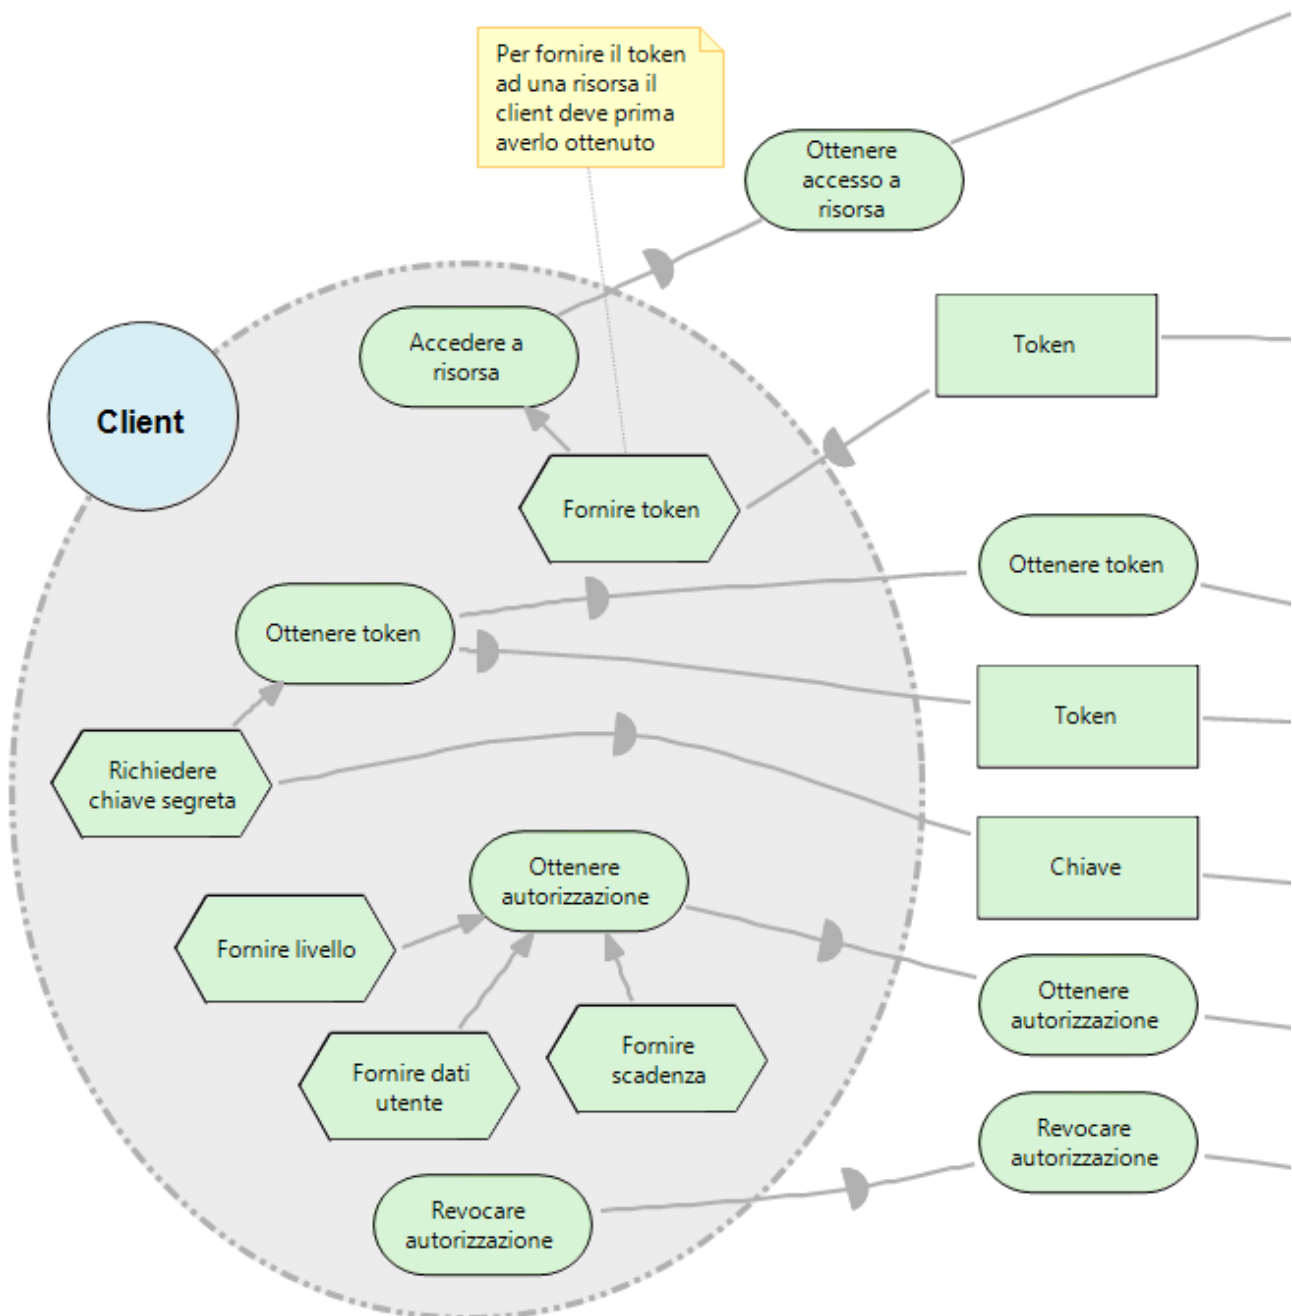 Per fornire il token
ad una risorsa il
client deve prima
averlo ottenuto
Ottenere
accesso a
risorsa
Accedere a
risorsa
Token
Client
Fornire token
Ottenere token
Ottenere token
Token
Richiedere
chiave segreta
Chiave
Ottenere
autorizzazione
Fornire livello
Ottenere
autorizzazione
Fornire
scadenza
Fornire dati
utente
Revocare
autorizzazione
Revocare
autorizzazione